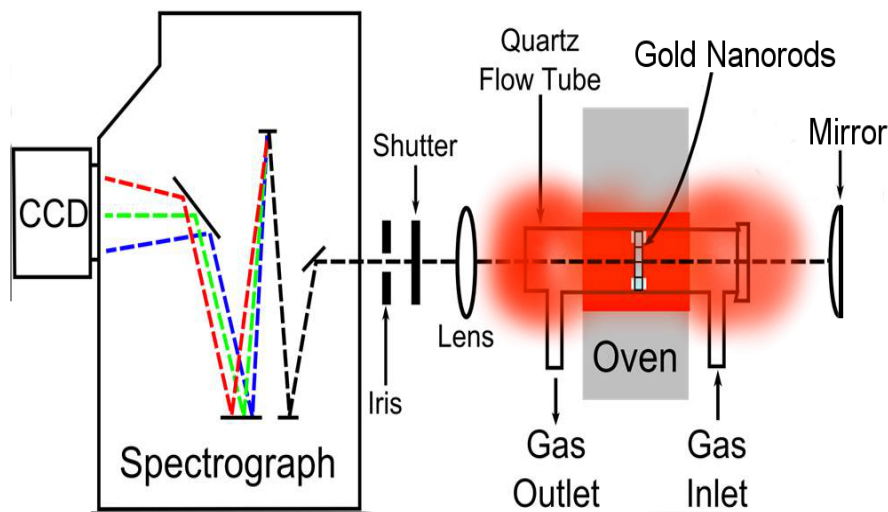 Quartz
Flow Tube
Gold Nanorods
Mirror
Shutter
CCD
Lens
Iris
Oven
Spectrograph
Gas
Outlet
Gas
Inlet